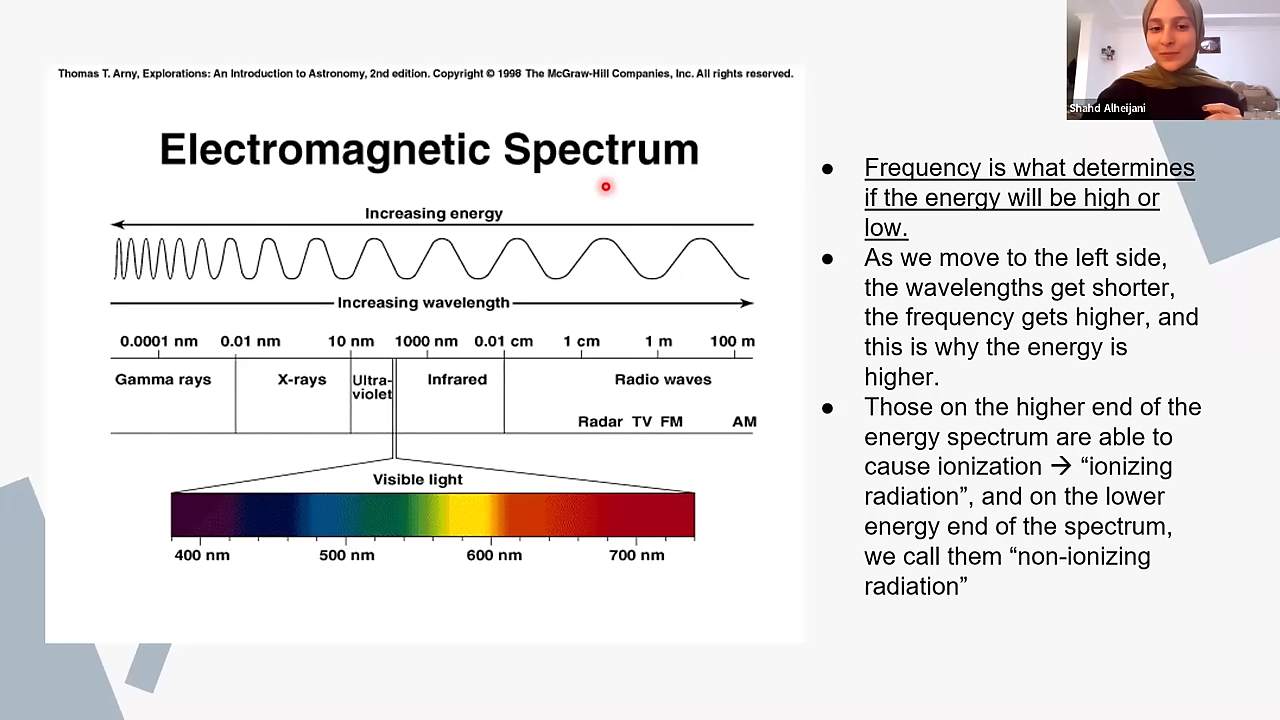 Thomas T. Arny, Explorations: An Introduction to Astronomy, 2nd edition. Copyright © 1998 The McGraw-Hill Companies, Inc. All rights reserved.
Shahd Alheijani
Electromagnetic Spectrum
Increasing energy
Increasing wavelength
0.0001 nm 0.01 nm 10 nm 1000 nm 0.01 cm 1 cm 1 m 100 m
Gamma rays X-rays Ultra- Infrared Radio waves
violet
Radar TV FM AM
Visible light
400 nm 500 nm 600 nm 700 nm
● Frequency is what determines
if the energy will be high or
low.
● As we move to the left side,
the wavelengths get shorter,
the frequency gets higher, and
this is why the energy is
higher.
● Those on the higher end of the
energy spectrum are able to
cause ionization → “ionizing
radiation”, and on the lower
energy end of the spectrum,
we call them “non-ionizing
radiation”